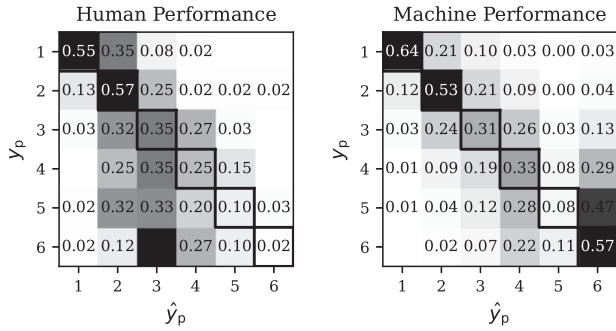 Human Performance Machine Performance
1 0.55 0.35 0.08 0.02 1 0.64 0.21 0.10 0.03 0.00 0.03
2 0.13 0.57 0.25 0.02 0.02 0.02 2 0.12 0.53 0.21 0.09 0.00 0.04
3 0.03 0.32 0.35 0.27 0.03 3 0.03 0.24 0.31 0.26 0.03 0.13
4 0.25 0.35 0.25 0.15 4 0.01 0.09 0.19 0.33 0.08 0.29
5 0.02 0.32 0.33 0.20 0.10 0.03 5 0.01 0.04 0.12 0.28 0.08 0.47
6 0.02 0.12 0.27 0.10 0.02 6 0.02 0.07 0.22 0.11 0.57
yₚ yₚ
1 2 3 4 5 6 1 2 3 4 5 6
ŷₚ ŷₚ